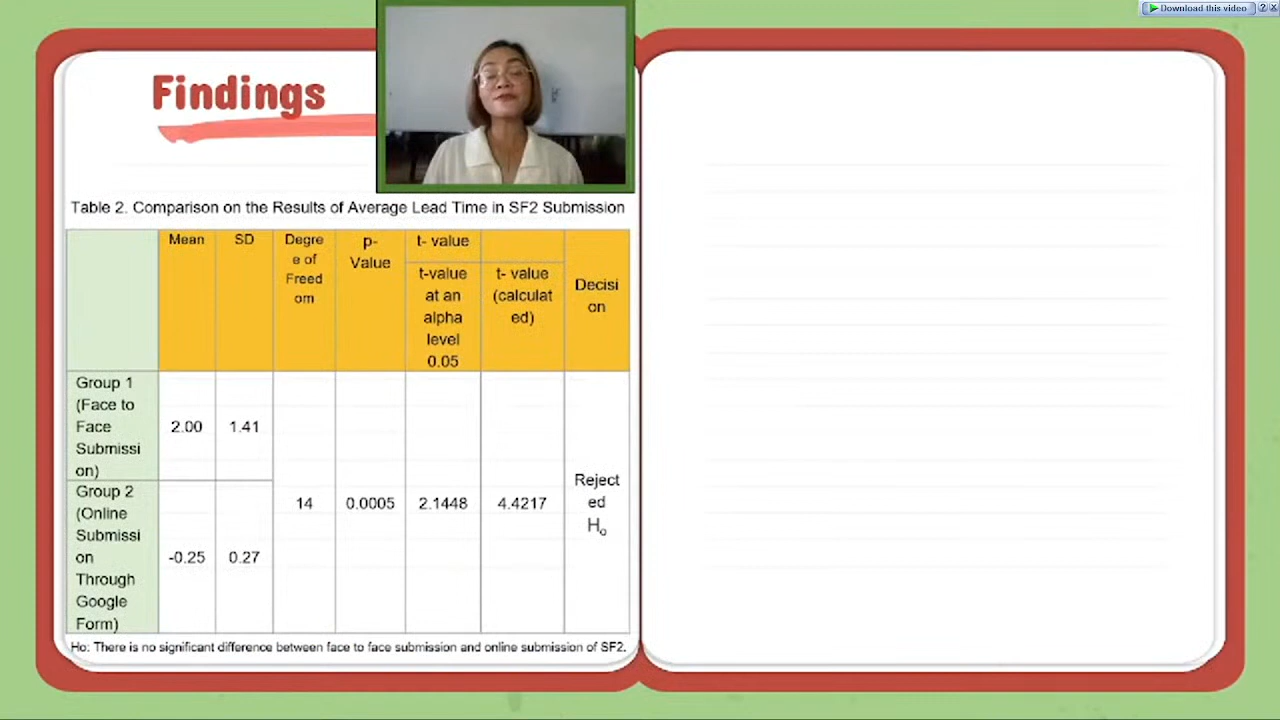 Download this video
Findings
Table 2. Comparison on the Results of Average Lead Time in SF2 Submission
Mean
SD
Degre
e of
Freed
om
p-
Value
t- value
t-value
at an
alpha
level
0.05
t- value
(calculat
ed)
Decisi
on
Group 1
(Face to
Face
Submissi
on)
2.00
1.41
Group 2
(Online
Submissi
on
Through
Google
Form)
-0.25
0.27
14
0.0005
2.1448
4.4217
Reject
ed
Ho
Ho: There is no significant difference between face to face submission and online submission of SF2.